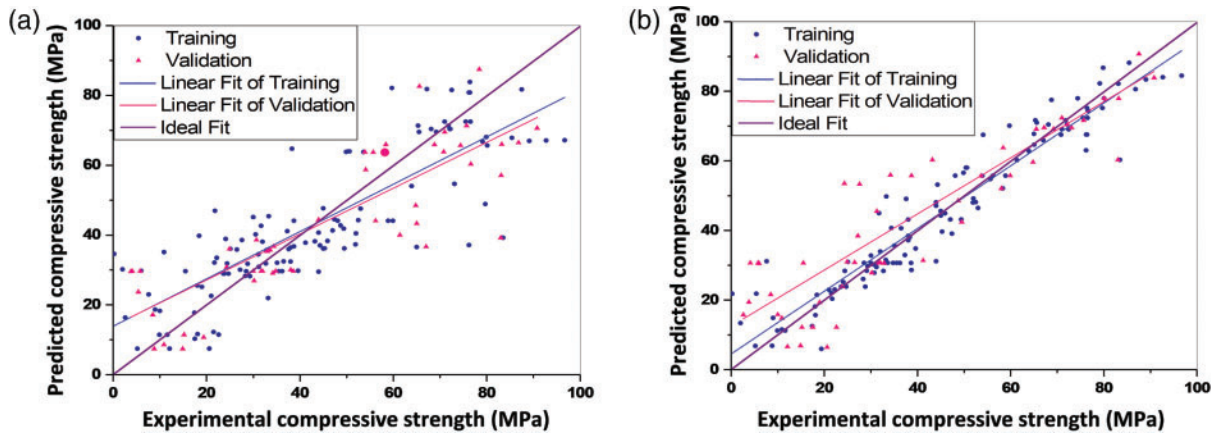 (a)
Predicted compressive strength (MPa)
100
80
60
40
20
0
Training
Validation
Linear Fit of Training
Linear Fit of Validation
Ideal Fit
0 20 40 60 80 100
Experimental compressive strength (MPa)
(b)
Predicted compressive strength (MPa)
100
80
60
40
20
0
Training
Validation
Linear Fit of Training
Linear Fit of Validation
Ideal Fit
0 20 40 60 80 100
Experimental compressive strength (MPa)